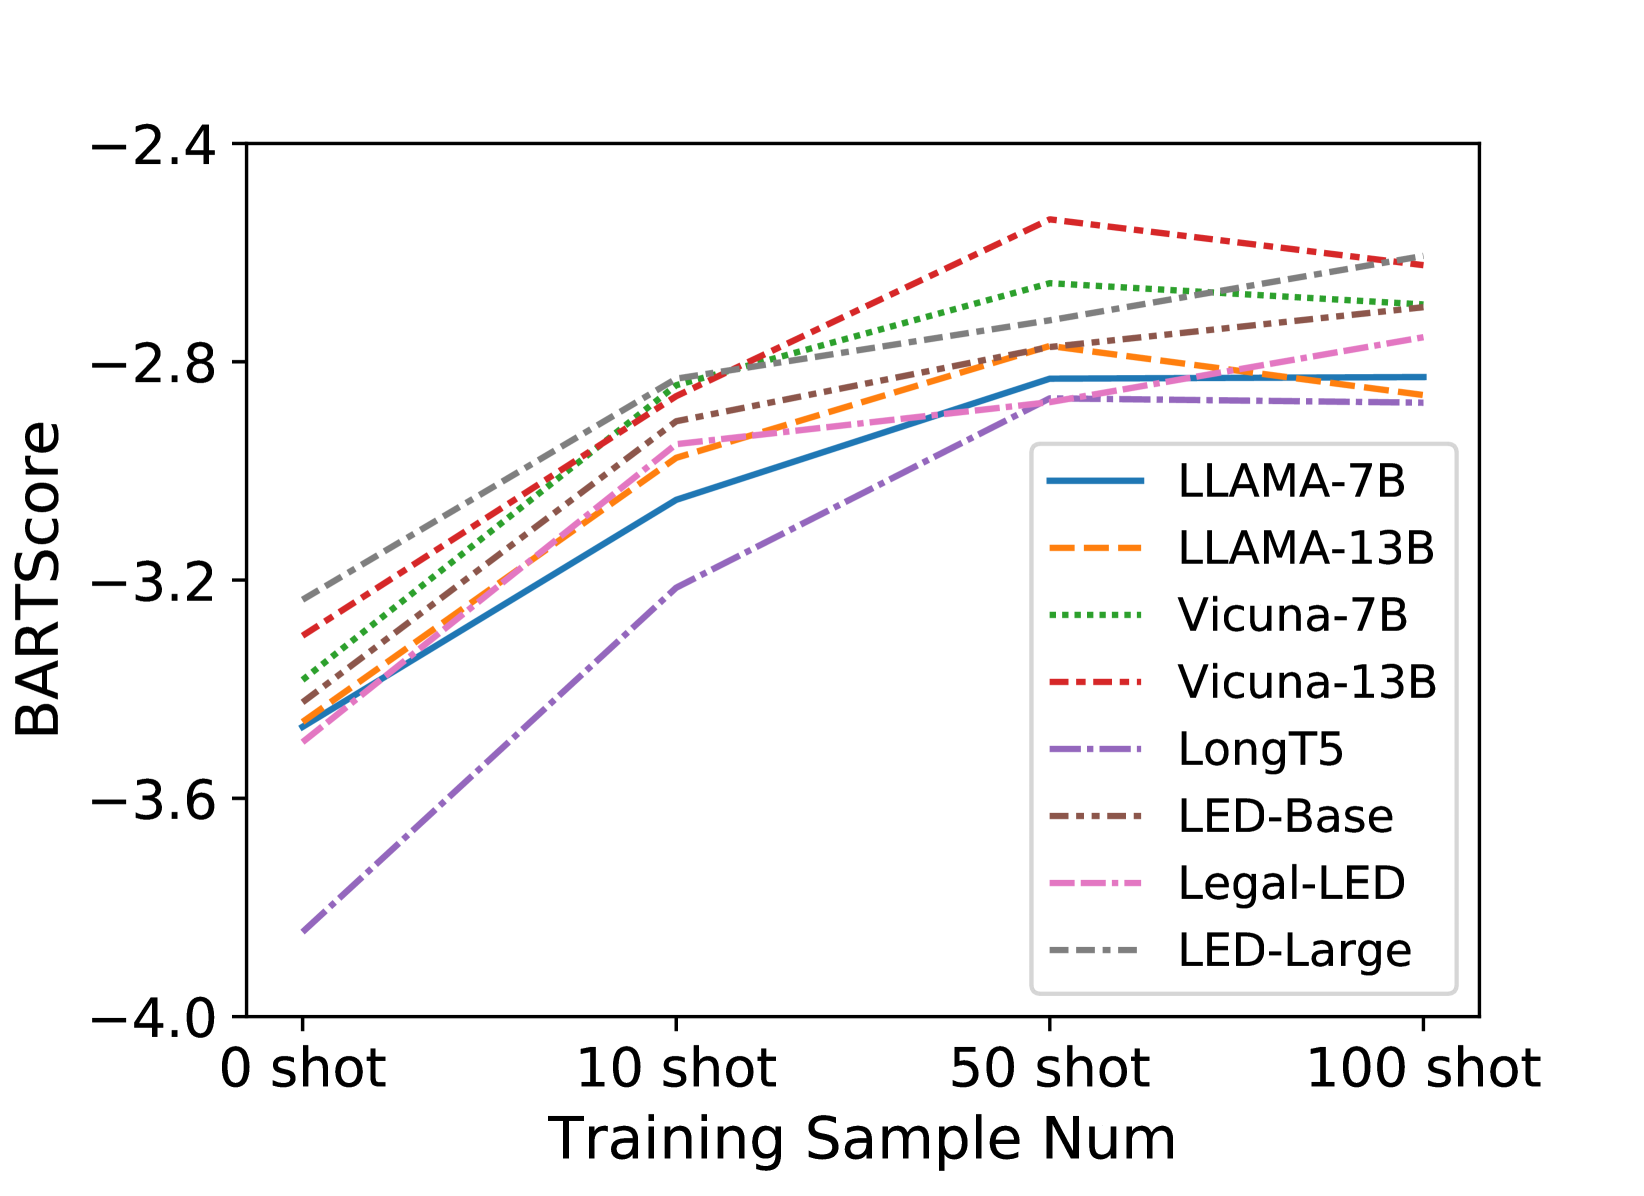 BARTScore
−2.4
−2.8
−3.2
−3.6
−4.0
LLAMA-7B
LLAMA-13B
Vicuna-7B
Vicuna-13B
LongT5
LED-Base
Legal-LED
LED-Large
0 shot
10 shot
50 shot
100 shot
Training Sample Num